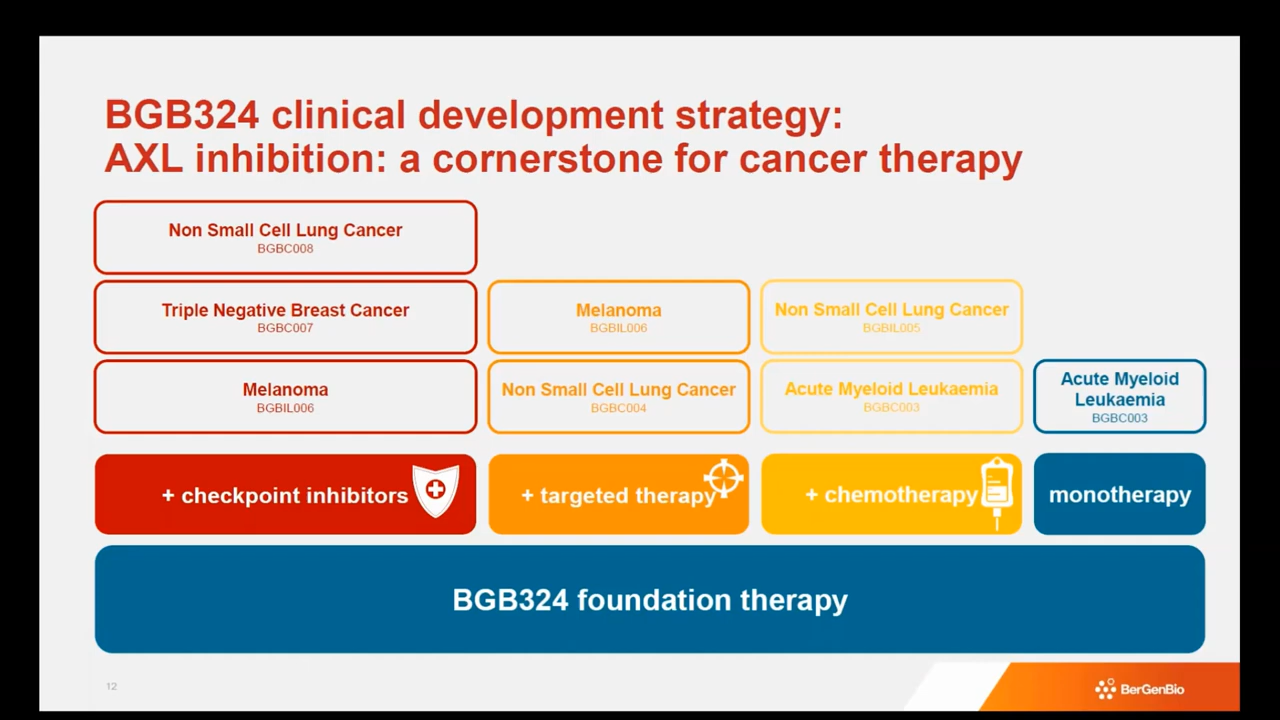 BGB324 clinical development strategy:
AXL inhibition: a cornerstone for cancer therapy
Non Small Cell Lung Cancer
BGBC008
Triple Negative Breast Cancer
BGBC007
Melanoma
BGBIL006
Non Small Cell Lung Cancer
BGBIL005
Melanoma
BGBIL006
Non Small Cell Lung Cancer
BGBC004
Acute Myeloid Leukaemia
BGBC003
Acute Myeloid
Leukaemia
BGBC003
+ checkpoint inhibitors
+ targeted therapy
+ chemotherapy
monotherapy
BGB324 foundation therapy
12
BerGenBio